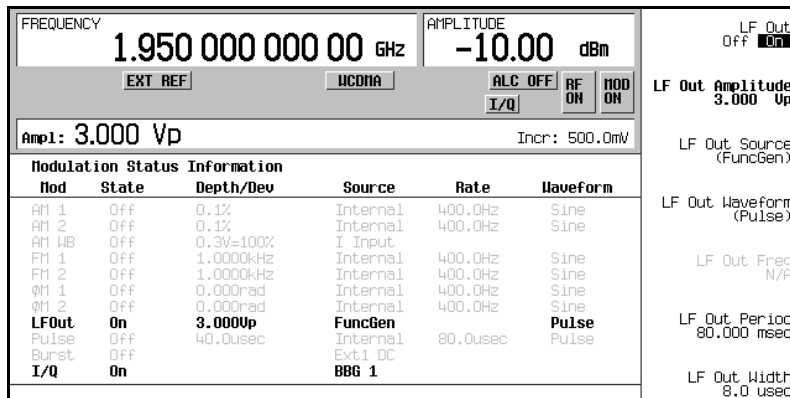 FREQUENCY
1.950 000 000 00 GHz
AMPLITUDE
-10.00 dBm
EXT REF
WCDMA
ALC OFF
I/Q
RF ON
MOD ON
Ampl: 3.000 Vp
Incr: 500.0mV
Modulation Status Information
Mod State Depth/Dev Source Rate Waveform
AM 1 Off 0.1% Internal 400.0Hz Sine
AM 2 Off 0.1% Internal 400.0Hz Sine
AM WB Off 0.3V=100% I Input
FM 1 Off 1.0000kHz Internal 400.0Hz Sine
FM 2 Off 1.0000kHz Internal 400.0Hz Sine
ΦM 1 Off 0.000rad Internal 400.0Hz Sine
ΦM 2 Off 0.000rad Internal 400.0Hz Sine
LFOut On 3.000Vp FuncGen Pulse
Pulse Off 40.0usec Internal 80.0usec Pulse
Burst Off Ext1 DC
I/Q On BBG 1
LF Out
Off On
LF Out Amplitude
3.000 Vp
LF Out Source
(FuncGen)
LF Out Waveform
(Pulse)
LF Out Freq
N/A
LF Out Period
80.000 msec
LF Out Width
8.0 usec